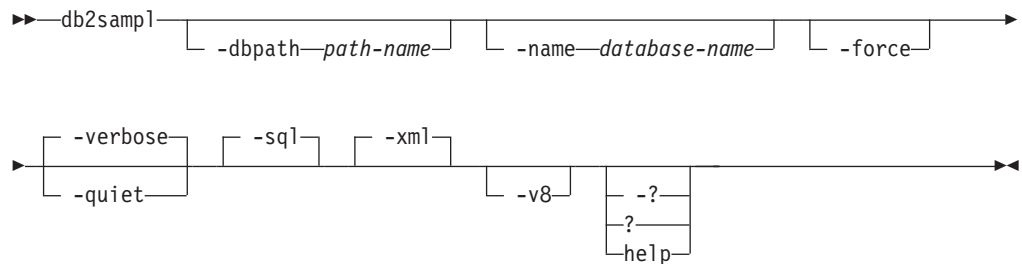 db2sampl
-dbpath path-name -name database-name -force
-verbose -sql -xml
-quiet -v8 -?
?
help